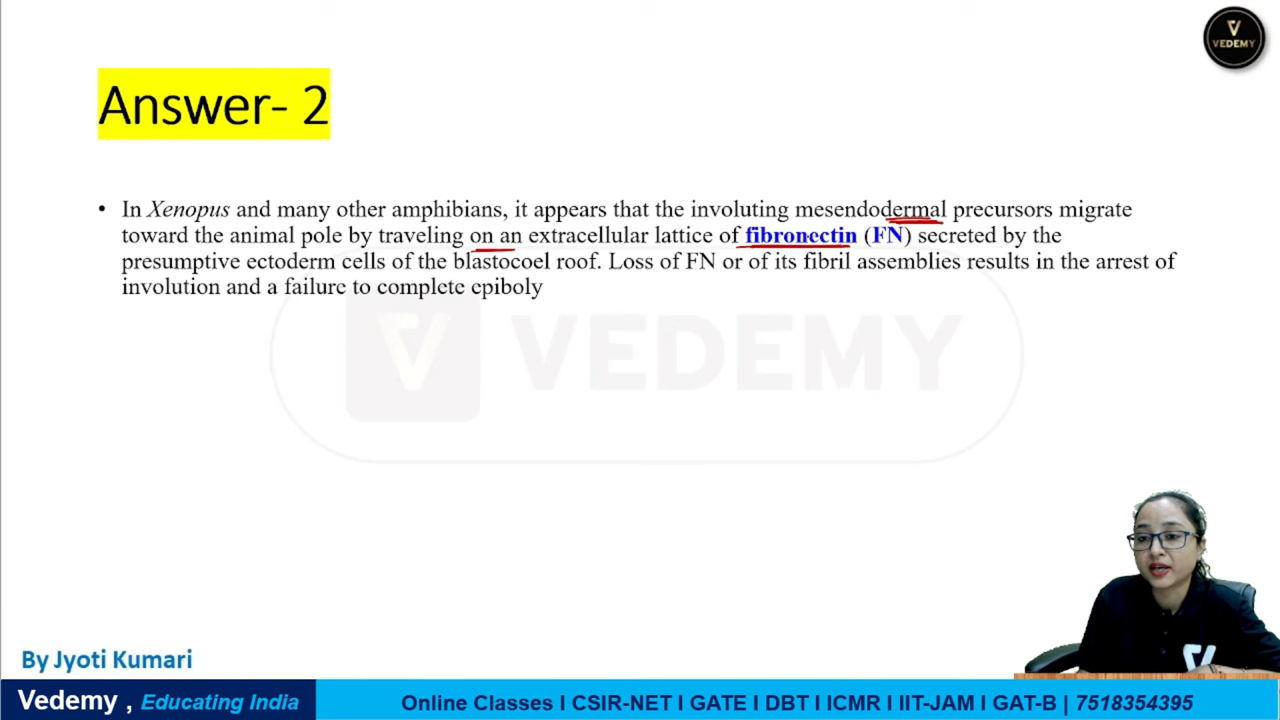 VEDEMY
Answer- 2
• In Xenopus and many other amphibians, it appears that the involuting mesendodermal precursors migrate
toward the animal pole by traveling on an extracellular lattice of fibronectin (FN) secreted by the
presumptive ectoderm cells of the blastocoel roof. Loss of FN or of its fibril assemblies results in the arrest of
involution and a failure to complete epiboly
VEDEMY
By Jyoti Kumari
Vedemy , Educating India
Online Classes I CSIR-NET I GATE I DBT I ICMR I IIT-JAM I GAT-B I 7518354395